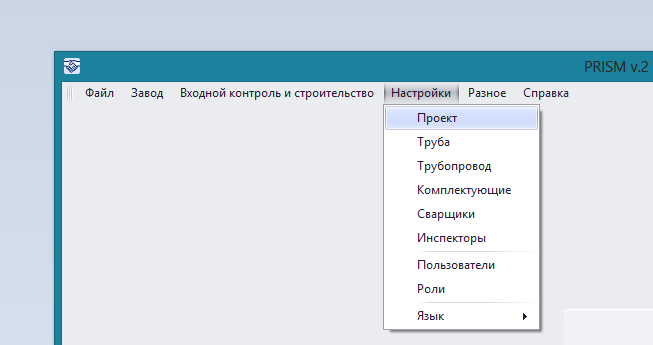 PRISM v.2
Файл Завод Входной контроль и строительство Настройки Разное Справка
Проект
Труба
Трубопровод
Комплектующие
Сварщики
Инспекторы
Пользователи
Роли
Язык